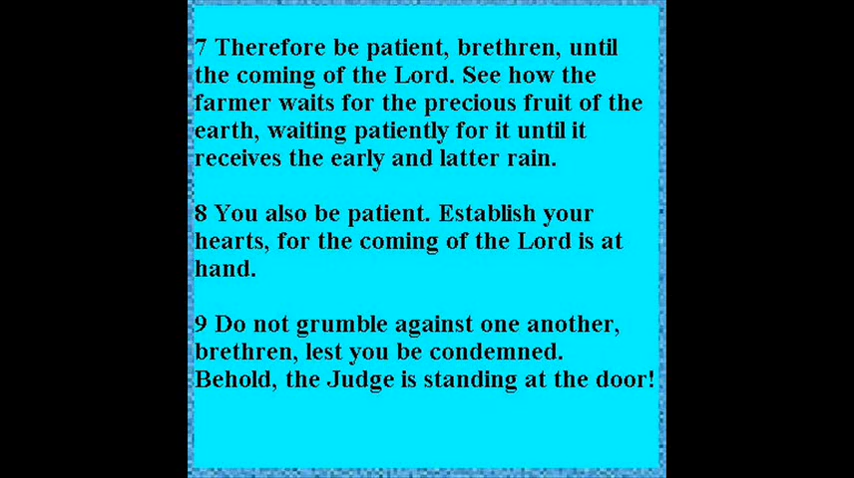 7 Therefore be patient, brethren, until
the coming of the Lord. See how the
farmer waits for the precious fruit of the
earth, waiting patiently for it until it
receives the early and latter rain.
8 You also be patient. Establish your
hearts, for the coming of the Lord is at
hand.
9 Do not grumble against one another,
brethren, lest you be condemned.
Behold, the Judge is standing at the door!